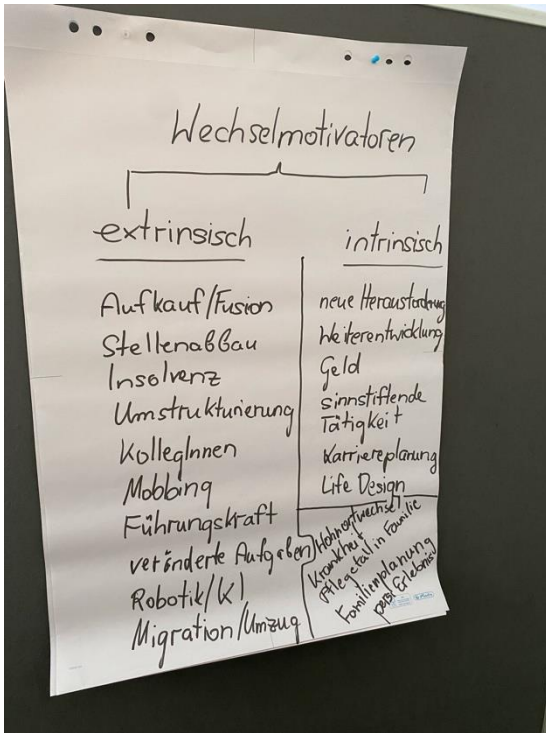 Wechselmotivatoren
extrinsisch
Aufkauf/Fusion
Stellenabbau
Insolvenz
Umstrukturierung
KollegInnen
Mobbing
Führungskraft
veränderte Aufgaben
Robotik/KI
Migration/Umzug
intrinsisch
neue Herausforderung
Weiterentwicklung
Geld
sinnstiftende
Tätigkeit
Karriereplanung
Life Design
Wohnortwechsel
Krankheit
Pflegefall in Familie
Familienplanung
pers. Erlebnisse